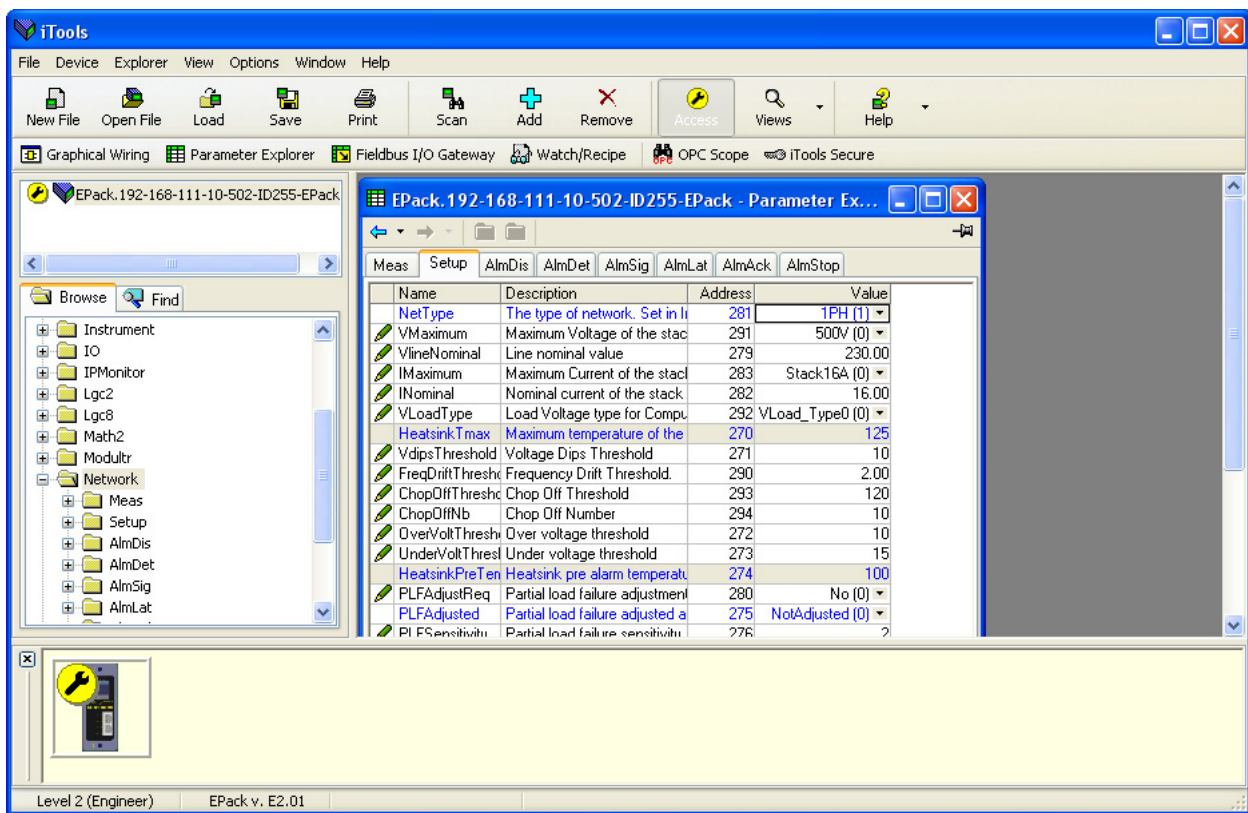 iTools
File Device Explorer View Options Window Help
New File Open File Load Save Print Scan Add Remove Access Views Help
Graphical Wiring Parameter Explorer Fieldbus I/O Gateway Watch/Recipe OPC Scope iTools Secure
EPack.192-168-111-10-502-ID255-EPack
Browse Find
Instrument
IO
IPMonitor
Lgc2
Lgc8
Math2
Modultr
Network
Meas
Setup
AlmDis
AlmDet
AlmSig
AlmLat
EPack.192-168-111-10-502-ID255-EPack - Parameter Ex...
Meas Setup AlmDis AlmDet AlmSig AlmLat AlmAck AlmStop
Name Description Address Value
NetType The type of network. Set in I 281 1PH (1)
VMaximum Maximum Voltage of the stac 291 500V (0)
VlineNominal Line nominal value 279 230.00
IMaximum Maximum Current of the stacl 283 Stack16A (0)
INominal Nominal current of the stack 282 16.00
VLoadType Load Voltage type for Compu 292 VLoad_Type0 (0)
HeatsinkTmax Maximum temperature of the 270 125
VdipsThreshold Voltage Dips Threshold 271 10
FreqDriftThresh Frequency Drift Threshold. 290 2.00
ChopOffThresho Chop Off Threshold 293 120
ChopOffNb Chop Off Number 294 10
OverVoltThresh Over voltage threshold 272 10
UnderVoltThresl Under voltage threshold 273 15
HeatsinkPreTen Heatsink pre alarm temperatu 274 100
PLFAdjustReq Partial load failure adjustment 280 No (0)
PLFAdjusted Partial load failure adjusted a 275 NotAdjusted (0)
PLFSensitivity Partial load failure sensitivity 276 2
Level 2 (Engineer) EPack v. E2.01